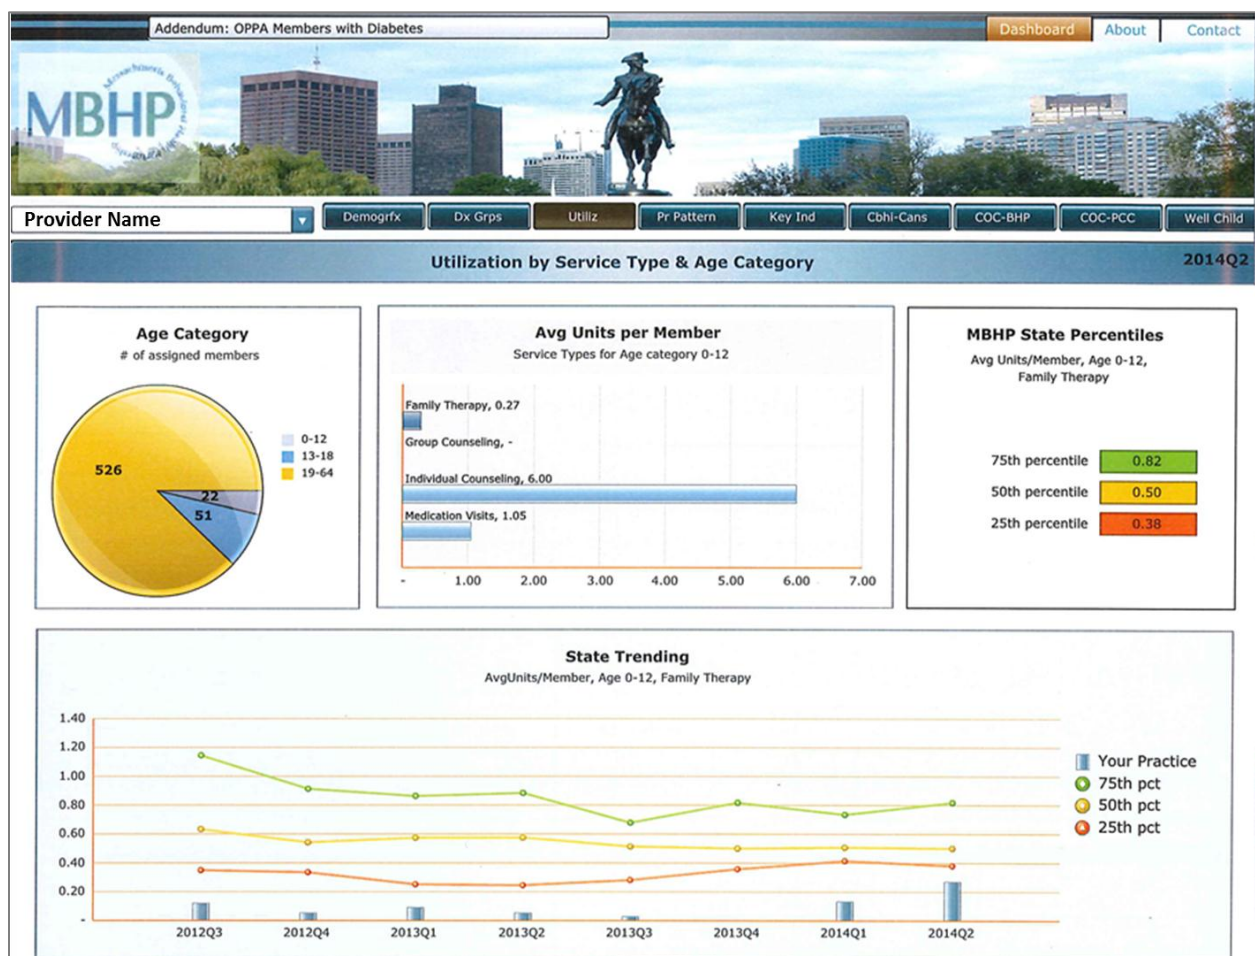 Addendum: OPPA Members with Diabetes
Dashboard
About
Contact
MBHP
Provider Name
Demogrfx
Dx Grps
Utiliz
Pr Pattern
Key Ind
Cbhi-Cans
COC-BHP
COC-PCC
Well Child
Utilization by Service Type & Age Category
2014Q2
Age Category
# of assigned members
526
22
51
0-12
13-18
19-64
Avg Units per Member
Service Types for Age category 0-12
Family Therapy, 0.27
Group Counseling, -
Individual Counseling, 6.00
Medication Visits, 1.05
- 1.00 2.00 3.00 4.00 5.00 6.00 7.00
MBHP State Percentiles
Avg Units/Member, Age 0-12,
Family Therapy
75th percentile 0.82
50th percentile 0.50
25th percentile 0.38
State Trending
AvgUnits/Member, Age 0-12, Family Therapy
1.40
1.20
1.00
0.80
0.60
0.40
0.20
-
2012Q3 2012Q4 2013Q1 2013Q2 2013Q3 2013Q4 2014Q1 2014Q2
Your Practice
75th pct
50th pct
25th pct